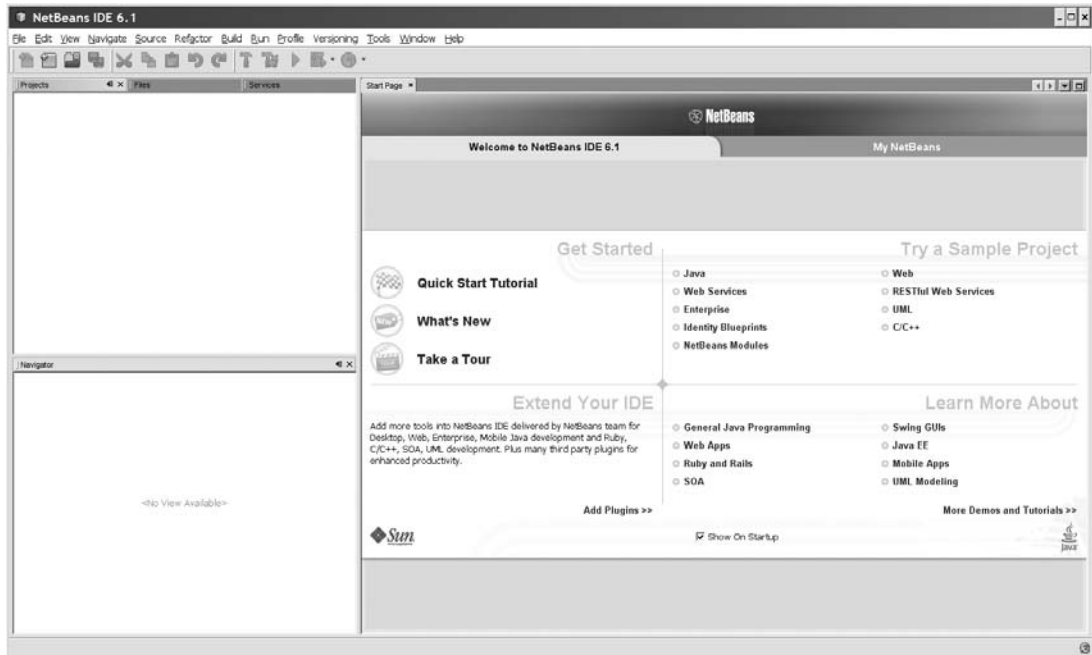 NetBeans IDE 6.1
File Edit View Navigate Source Refactor Build Run Profile Versioning Tools Window Help
Projects Files Services
Start Page
NetBeans
Welcome to NetBeans IDE 6.1
My NetBeans
Get Started
Quick Start Tutorial
What's New
Take a Tour
Try a Sample Project
Java
Web Services
Enterprise
Identity Blueprints
NetBeans Modules
Web
RESTful Web Services
UML
C/C++
Navigator
<No View Available>
Extend Your IDE
Add more tools into NetBeans IDE delivered by NetBeans team for
Desktop, Web, Enterprise, Mobile Java development and Ruby,
C/C++, SOA, UML development. Plus many third party plugins for
enhanced productivity.
Add Plugins >>
Learn More About
General Java Programming
Web Apps
Ruby and Rails
SOA
Swing GUIs
Java EE
Mobile Apps
UML Modeling
More Demos and Tutorials >>
Sun
Show On Startup
Java